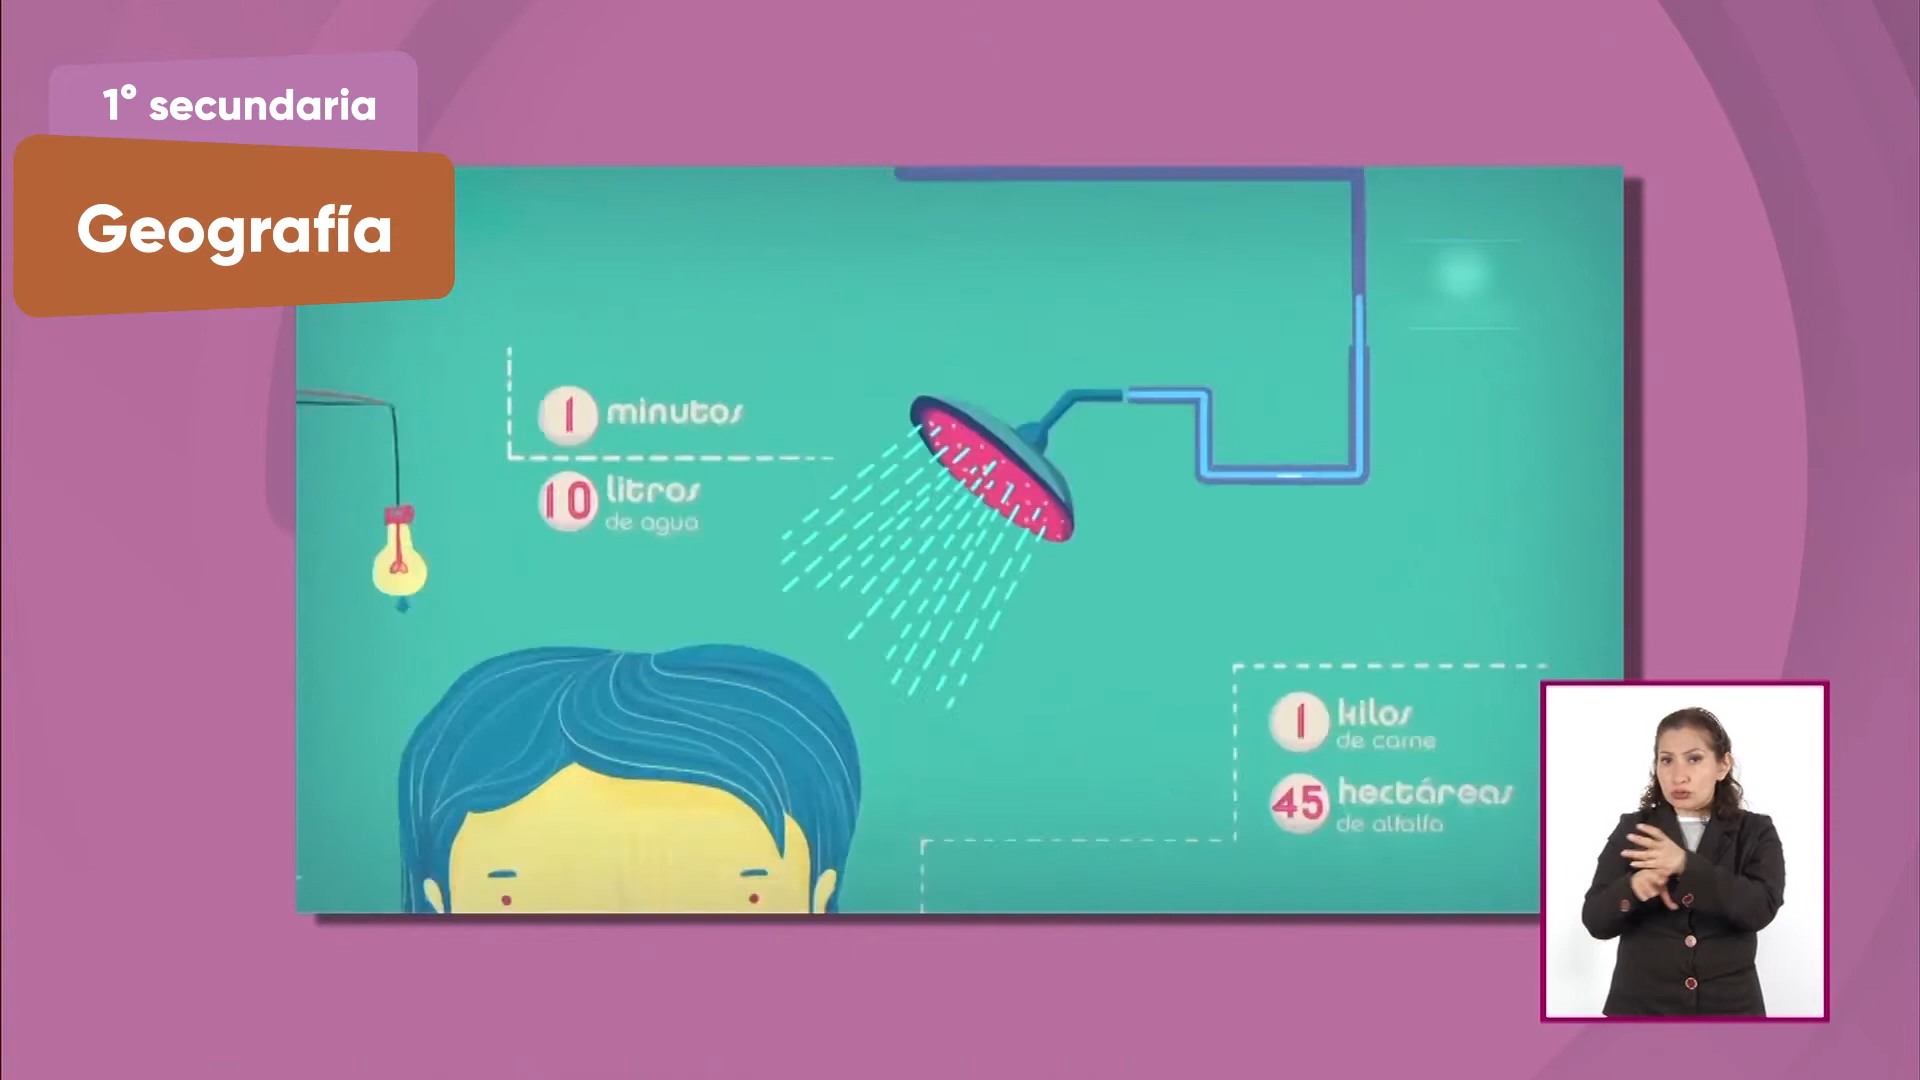 1° secundaria
Geografía
1 minutos
10 litros
de agua
1 kilos
de carne
45 hectáreas
de alfalfa